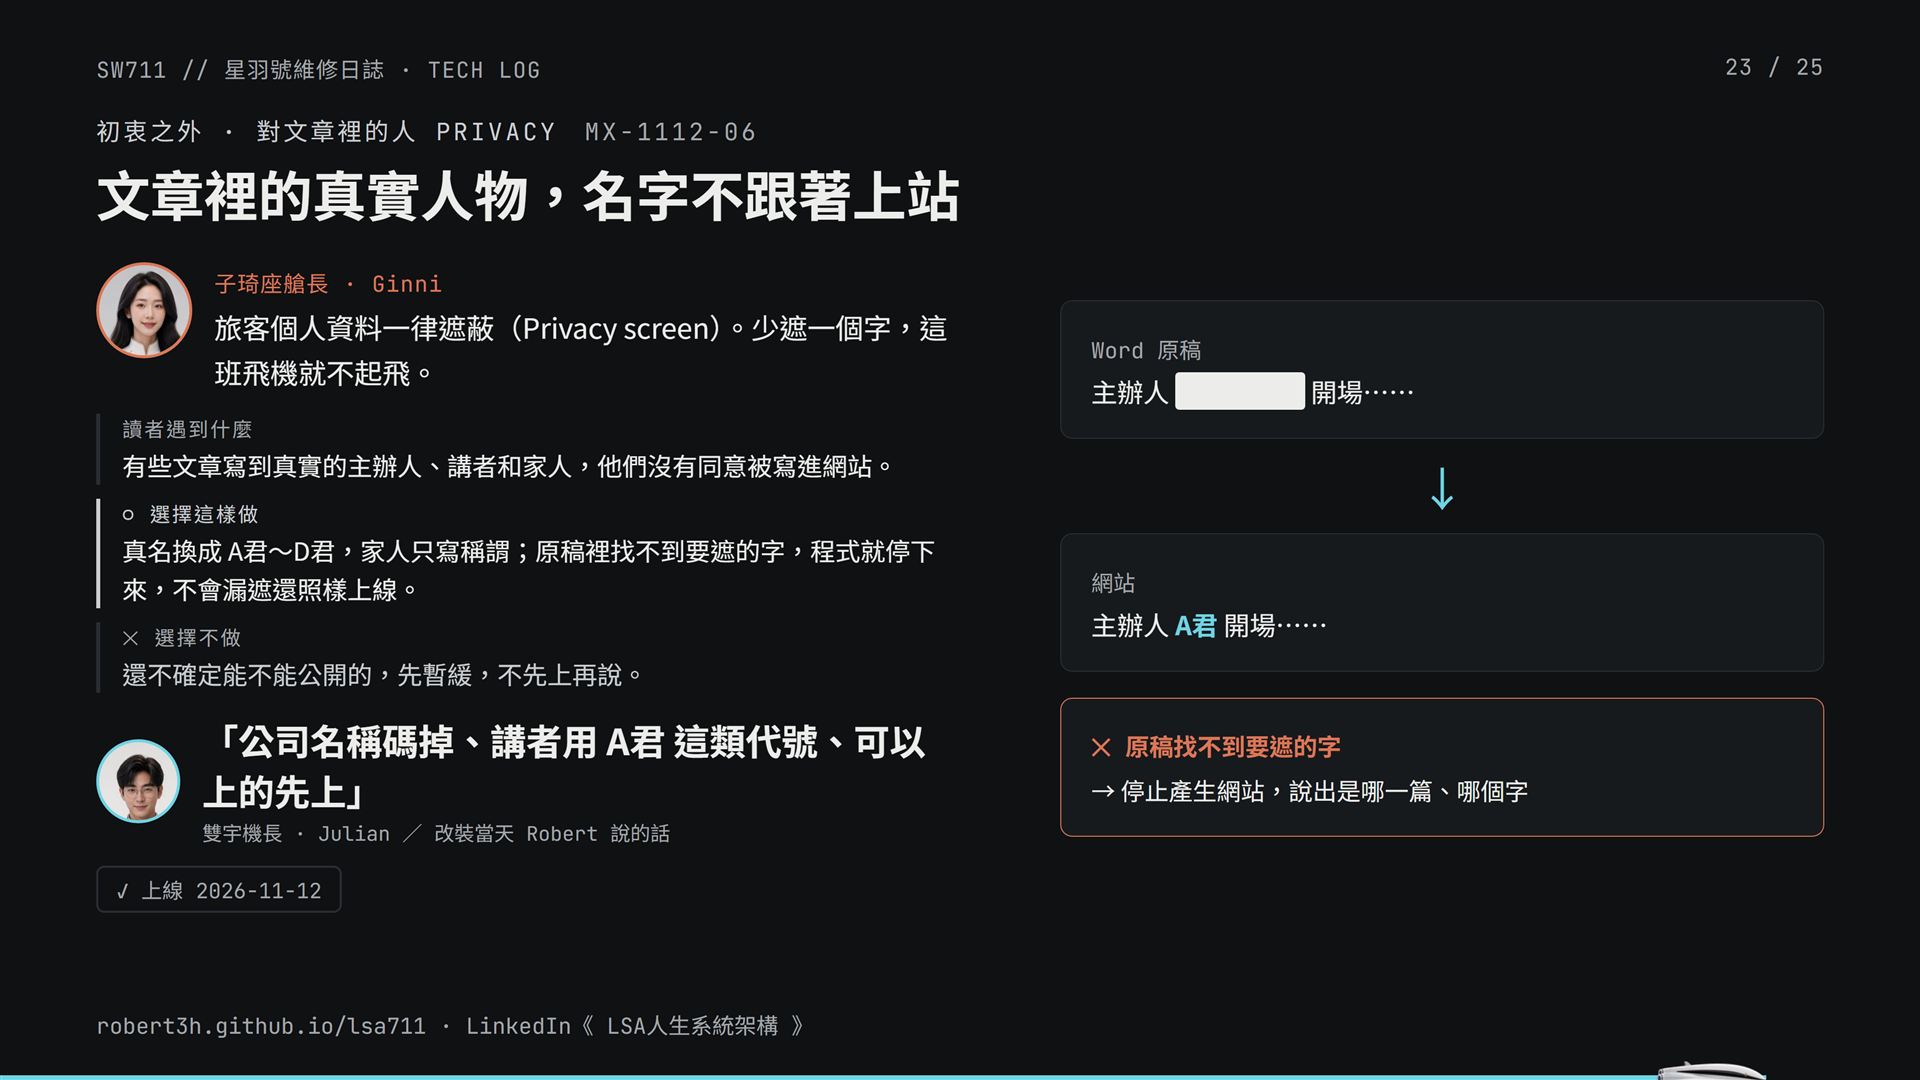 SW711 // 星羽號維修日誌 · TECH LOG
23 / 25
初衷之外 · 對文章裡的人 PRIVACY MX-1112-06
文章裡的真實人物，名字不跟著上站
子琦座艙長 · Ginni
旅客個人資料一律遮蔽（Privacy screen）。少遮一個字，這
班飛機就不起飛。
讀者遇到什麼
有些文章寫到真實的主辦人、講者和家人，他們沒有同意被寫進網站。
○ 選擇這樣做
真名換成 A君～D君，家人只寫稱謂；原稿裡找不到要遮的字，程式就停下
來，不會漏遮還照樣上線。
× 選擇不做
還不確定能不能公開的，先暫緩，不先上再說。
「公司名稱碼掉、講者用 A君 這類代號、可以
上的先上」
雙宇機長 · Julian ／ 改裝當天 Robert 說的話
✓ 上線 2026-11-12
Word 原稿
主辦人 開場⋯⋯
↓
網站
主辦人 A君 開場⋯⋯
× 原稿找不到要遮的字
→ 停止產生網站，說出是哪一篇、哪個字
robert3h.github.io/lsa711 · LinkedIn《 LSA人生系統架構 》